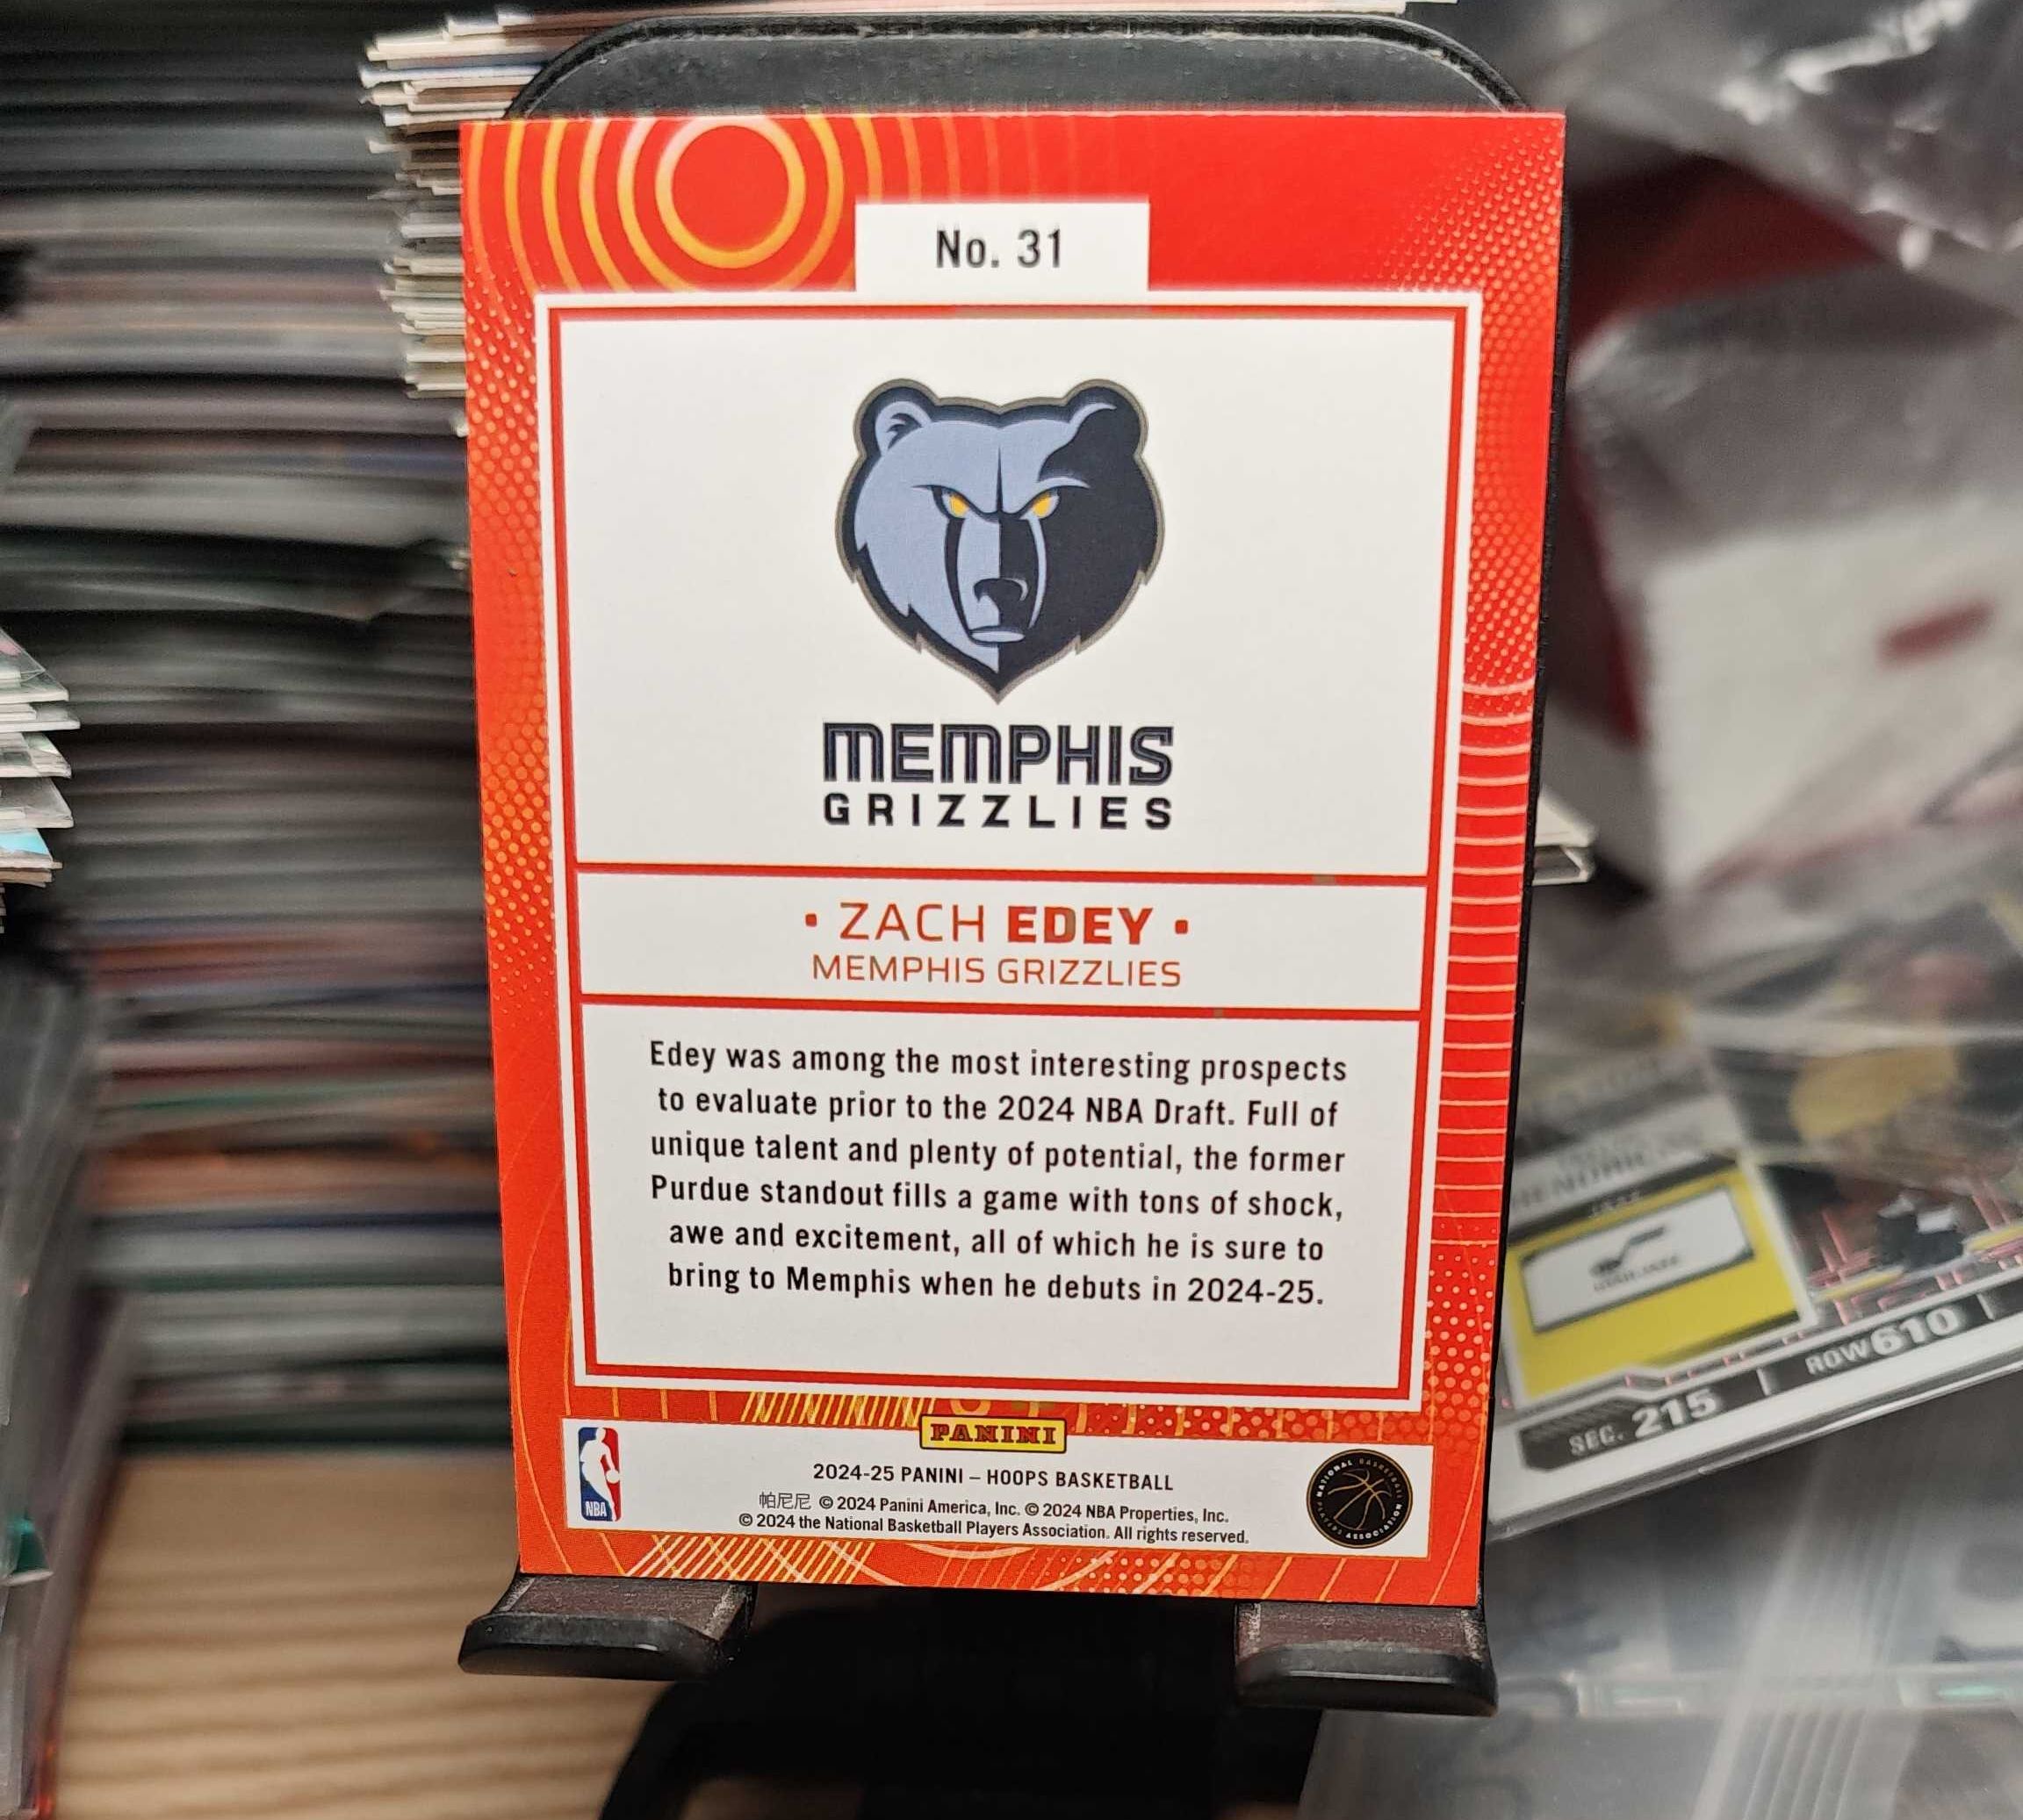 No. 31
MEMPHIS
GRIZZLIES
• ZACH EDEY •
MEMPHIS GRIZZLIES
Edey was among the most interesting prospects
to evaluate prior to the 2024 NBA Draft. Full of
unique talent and plenty of potential, the former
Purdue standout fills a game with tons of shock,
awe and excitement, all of which he is sure to
bring to Memphis when he debuts in 2024-25.
PANINI
NBA
2024-25 PANINI – HOOPS BASKETBALL
帕尼尼 © 2024 Panini America, Inc. © 2024 NBA Properties, Inc.
© 2024 the National Basketball Players Association. All rights reserved.
NATIONAL BASKETBALL
PLAYERS ASSOCIATION
SEC. 215 | ROW 610 |